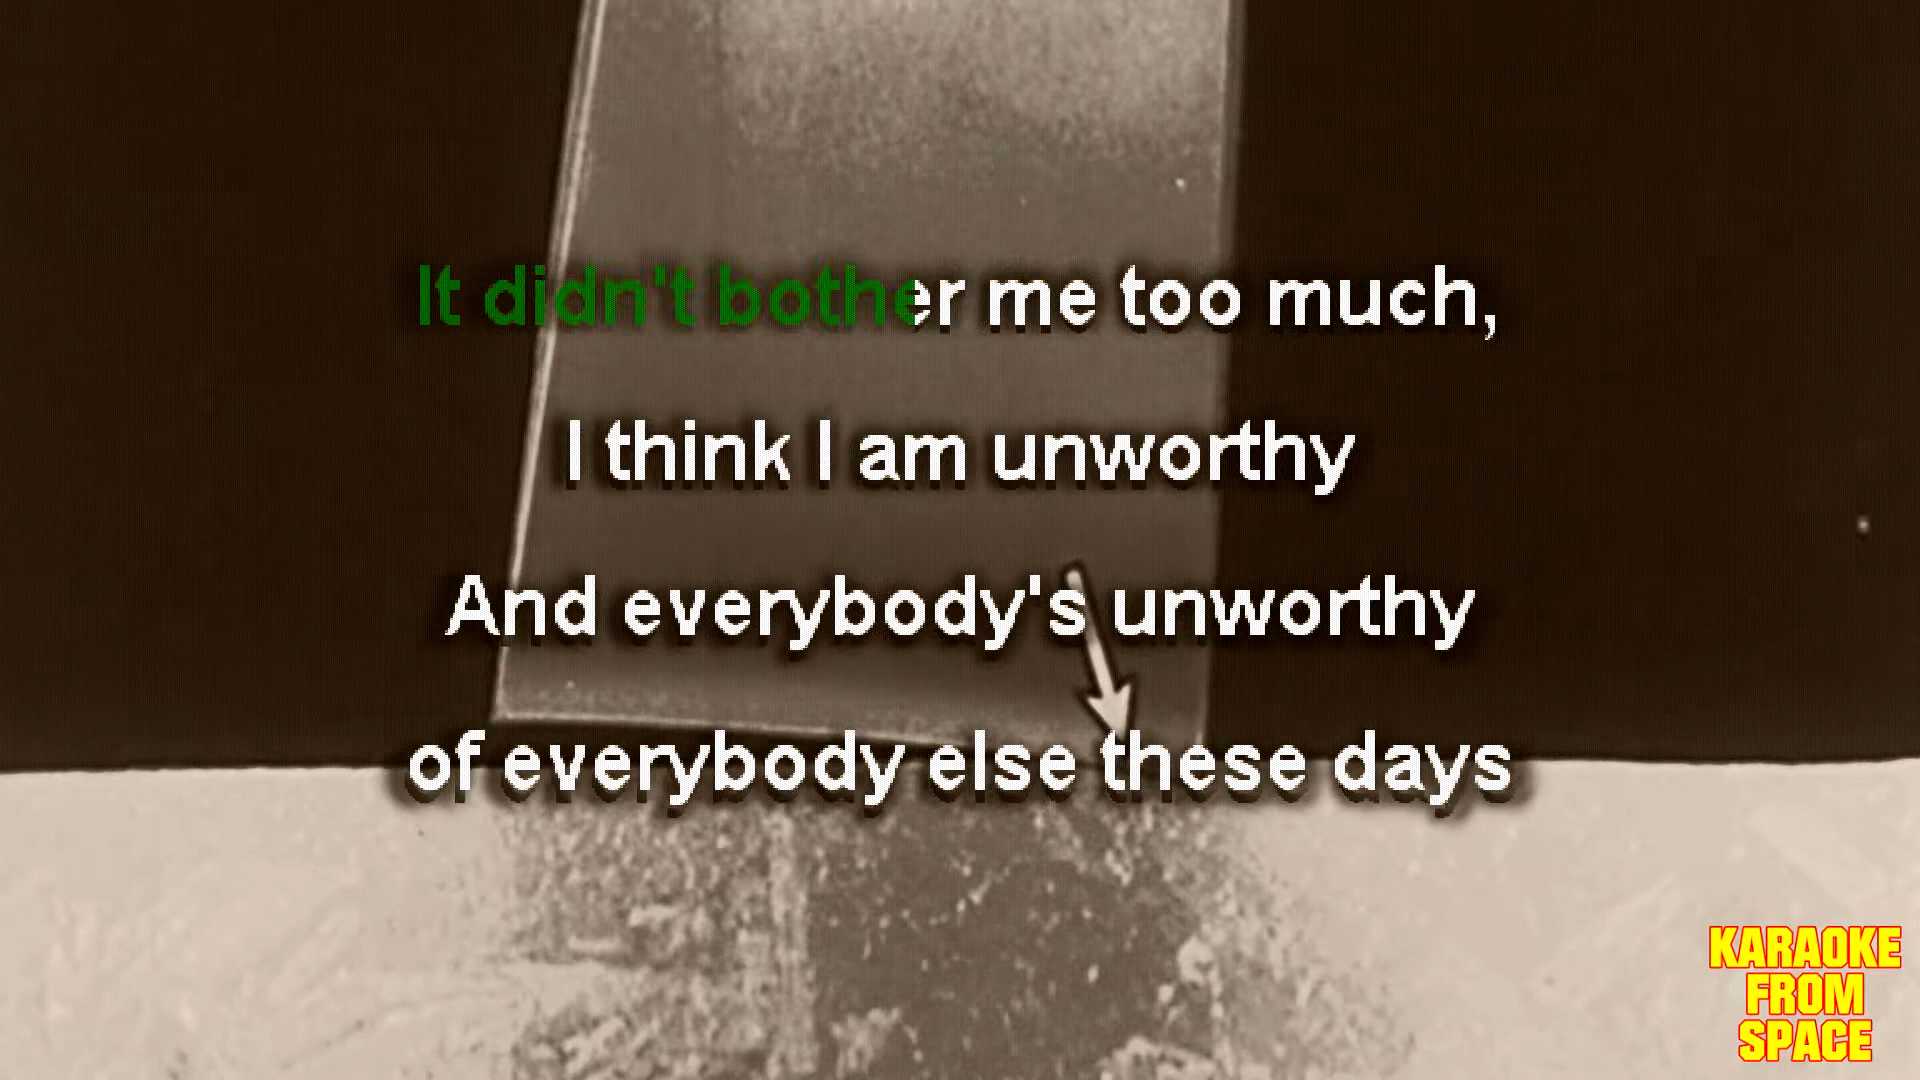 It didn't bother me too much,
I think I am unworthy
And everybody's unworthy
of everybody else these days
KARAOKE
FROM
SPACE